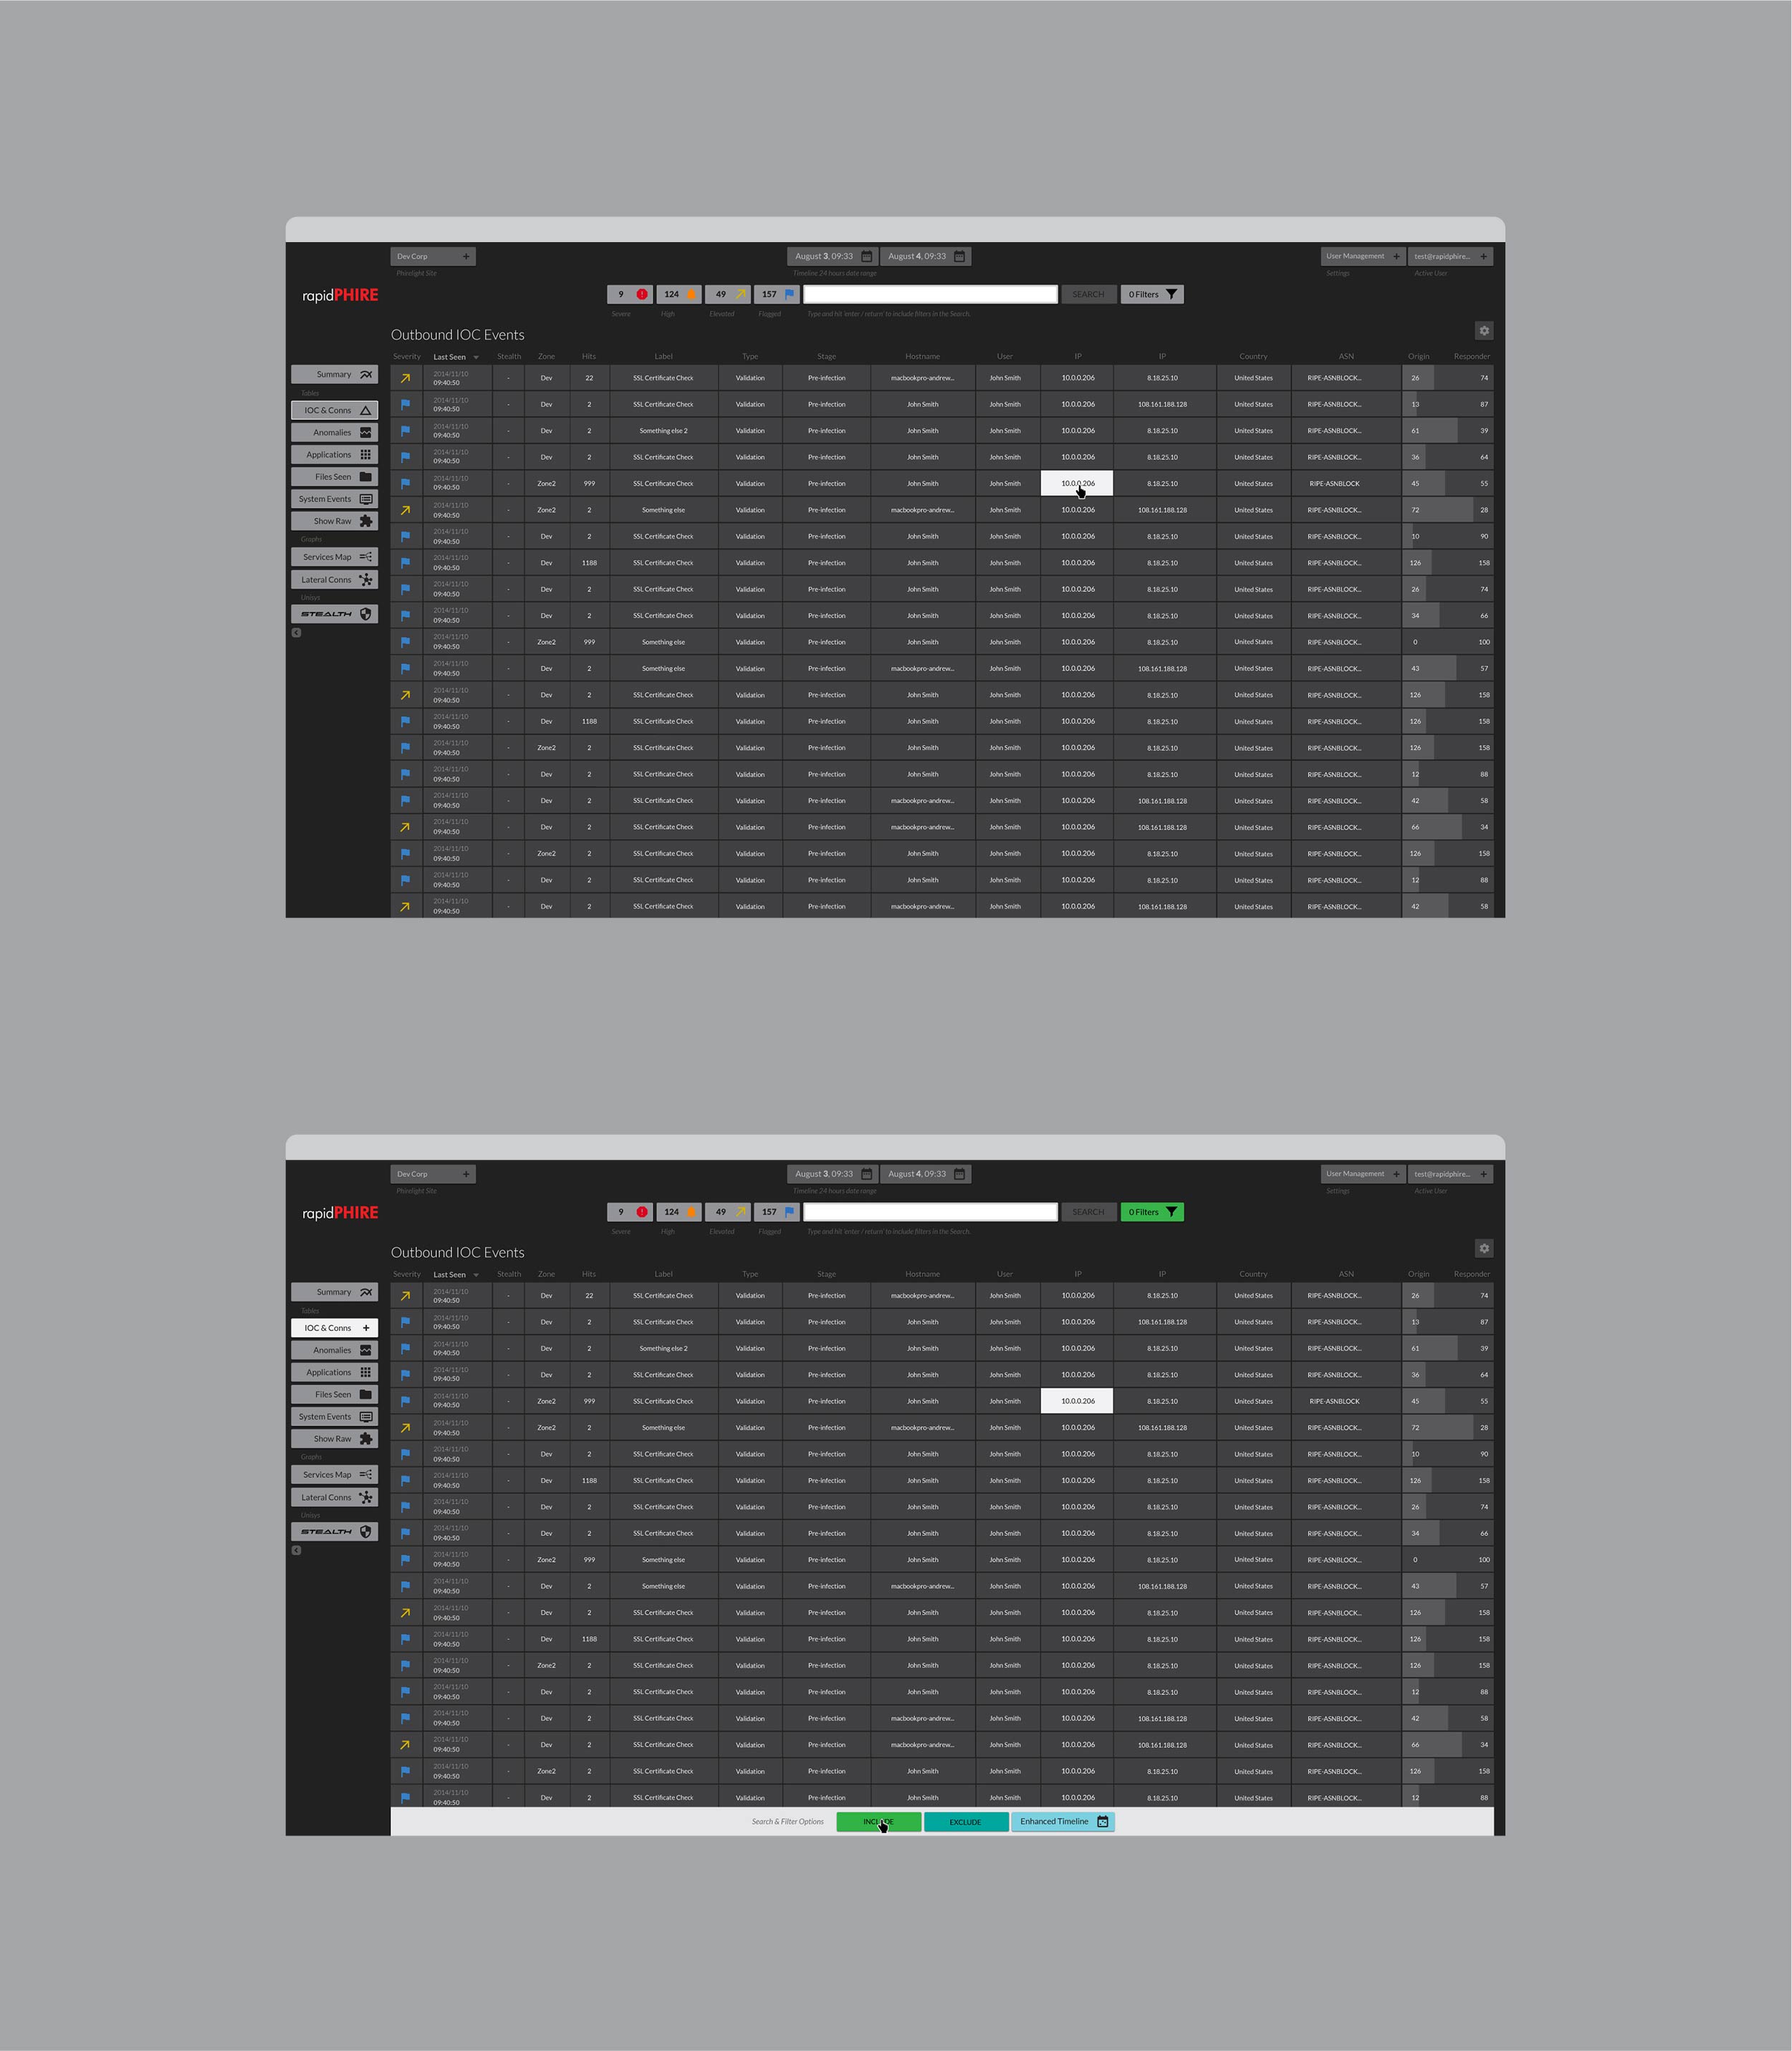 Dev Corp +
August 3, 09:33 August 4, 09:33
User Management + test@rapidphire... +
Phirelight Site
Timeline 24 hours date range
Settings Active User
rapidPHIRE
9 124 49 157 SEARCH 0 Filters
Severe High Elevated Flagged Type and hit 'enter / return' to include filters in the Search.
Outbound IOC Events
Severity Last Seen Stealth Zone Hits Label Type Stage Hostname User IP IP Country ASN Origin Responder
Summary
Tables
IOC & Conns
Anomalies
Applications
Files Seen
System Events
Show Raw
Graphs
Services Map
Lateral Conns
Unisys
STEALTH
2014/11/10 09:40:50 - Dev 22 SSL Certificate Check Validation Pre-infection macbookpro-andrew... John Smith 10.0.0.206 8.18.25.10 United States RIPE-ASNBLOCK... 26 74
2014/11/10 09:40:50 - Dev 2 SSL Certificate Check Validation Pre-infection John Smith John Smith 10.0.0.206 108.161.188.128 United States RIPE-ASNBLOCK... 13 87
2014/11/10 09:40:50 - Dev 2 Something else 2 Validation Pre-infection John Smith John Smith 10.0.0.206 8.18.25.10 United States RIPE-ASNBLOCK... 61 39
2014/11/10 09:40:50 - Dev 2 SSL Certificate Check Validation Pre-infection John Smith John Smith 10.0.0.206 8.18.25.10 United States RIPE-ASNBLOCK... 36 64
2014/11/10 09:40:50 - Zone2 999 SSL Certificate Check Validation Pre-infection John Smith John Smith 10.0.0.206 8.18.25.10 United States RIPE-ASNBLOCK 45 55
2014/11/10 09:40:50 - Zone2 2 Something else Validation Pre-infection macbookpro-andrew... John Smith 10.0.0.206 108.161.188.128 United States RIPE-ASNBLOCK... 72 28
2014/11/10 09:40:50 - Dev 2 SSL Certificate Check Validation Pre-infection John Smith John Smith 10.0.0.206 8.18.25.10 United States RIPE-ASNBLOCK... 10 90
2014/11/10 09:40:50 - Dev 1188 SSL Certificate Check Validation Pre-infection John Smith John Smith 10.0.0.206 8.18.25.10 United States RIPE-ASNBLOCK... 126 158
2014/11/10 09:40:50 - Dev 2 SSL Certificate Check Validation Pre-infection John Smith John Smith 10.0.0.206 8.18.25.10 United States RIPE-ASNBLOCK... 26 74
2014/11/10 09:40:50 - Dev 2 SSL Certificate Check Validation Pre-infection John Smith John Smith 10.0.0.206 8.18.25.10 United States RIPE-ASNBLOCK... 34 66
2014/11/10 09:40:50 - Zone2 999 Something else Validation Pre-infection John Smith John Smith 10.0.0.206 8.18.25.10 United States RIPE-ASNBLOCK... 0 100
2014/11/10 09:40:50 - Dev 2 Something else Validation Pre-infection macbookpro-andrew... John Smith 10.0.0.206 108.161.188.128 United States RIPE-ASNBLOCK... 43 57
2014/11/10 09:40:50 - Dev 2 SSL Certificate Check Validation Pre-infection John Smith John Smith 10.0.0.206 8.18.25.10 United States RIPE-ASNBLOCK... 126 158
2014/11/10 09:40:50 - Dev 1188 SSL Certificate Check Validation Pre-infection John Smith John Smith 10.0.0.206 8.18.25.10 United States RIPE-ASNBLOCK... 126 158
2014/11/10 09:40:50 - Zone2 2 SSL Certificate Check Validation Pre-infection John Smith John Smith 10.0.0.206 8.18.25.10 United States RIPE-ASNBLOCK... 126 158
2014/11/10 09:40:50 - Dev 2 SSL Certificate Check Validation Pre-infection John Smith John Smith 10.0.0.206 8.18.25.10 United States RIPE-ASNBLOCK... 12 88
2014/11/10 09:40:50 - Dev 2 SSL Certificate Check Validation Pre-infection macbookpro-andrew... John Smith 10.0.0.206 108.161.188.128 United States RIPE-ASNBLOCK... 42 58
2014/11/10 09:40:50 - Dev 2 SSL Certificate Check Validation Pre-infection macbookpro-andrew... John Smith 10.0.0.206 108.161.188.128 United States RIPE-ASNBLOCK... 66 34
2014/11/10 09:40:50 - Zone2 2 SSL Certificate Check Validation Pre-infection John Smith John Smith 10.0.0.206 8.18.25.10 United States RIPE-ASNBLOCK... 126 158
2014/11/10 09:40:50 - Dev 2 SSL Certificate Check Validation Pre-infection John Smith John Smith 10.0.0.206 8.18.25.10 United States RIPE-ASNBLOCK... 12 88
2014/11/10 09:40:50 - Dev 2 SSL Certificate Check Validation Pre-infection macbookpro-andrew... John Smith 10.0.0.206 108.161.188.128 United States RIPE-ASNBLOCK... 42 58
Dev Corp +
August 3, 09:33 August 4, 09:33
User Management + test@rapidphire... +
Phirelight Site
Timeline 24 hours date range
Settings Active User
rapidPHIRE
9 124 49 157 SEARCH 0 Filters
Severe High Elevated Flagged Type and hit 'enter / return' to include filters in the Search.
Outbound IOC Events
Severity Last Seen Stealth Zone Hits Label Type Stage Hostname User IP IP Country ASN Origin Responder
Summary
Tables
IOC & Conns +
Anomalies
Applications
Files Seen
System Events
Show Raw
Graphs
Services Map
Lateral Conns
Unisys
STEALTH
2014/11/10 09:40:50 - Dev 22 SSL Certificate Check Validation Pre-infection macbookpro-andrew... John Smith 10.0.0.206 8.18.25.10 United States RIPE-ASNBLOCK... 26 74
2014/11/10 09:40:50 - Dev 2 SSL Certificate Check Validation Pre-infection John Smith John Smith 10.0.0.206 108.161.188.128 United States RIPE-ASNBLOCK... 13 87
2014/11/10 09:40:50 - Dev 2 Something else 2 Validation Pre-infection John Smith John Smith 10.0.0.206 8.18.25.10 United States RIPE-ASNBLOCK... 61 39
2014/11/10 09:40:50 - Dev 2 SSL Certificate Check Validation Pre-infection John Smith John Smith 10.0.0.206 8.18.25.10 United States RIPE-ASNBLOCK... 36 64
2014/11/10 09:40:50 - Zone2 999 SSL Certificate Check Validation Pre-infection John Smith John Smith 10.0.0.206 8.18.25.10 United States RIPE-ASNBLOCK 45 55
2014/11/10 09:40:50 - Zone2 2 Something else Validation Pre-infection macbookpro-andrew... John Smith 10.0.0.206 108.161.188.128 United States RIPE-ASNBLOCK... 72 28
2014/11/10 09:40:50 - Dev 2 SSL Certificate Check Validation Pre-infection John Smith John Smith 10.0.0.206 8.18.25.10 United States RIPE-ASNBLOCK... 10 90
2014/11/10 09:40:50 - Dev 1188 SSL Certificate Check Validation Pre-infection John Smith John Smith 10.0.0.206 8.18.25.10 United States RIPE-ASNBLOCK... 126 158
2014/11/10 09:40:50 - Dev 2 SSL Certificate Check Validation Pre-infection John Smith John Smith 10.0.0.206 8.18.25.10 United States RIPE-ASNBLOCK... 26 74
2014/11/10 09:40:50 - Dev 2 SSL Certificate Check Validation Pre-infection John Smith John Smith 10.0.0.206 8.18.25.10 United States RIPE-ASNBLOCK... 34 66
2014/11/10 09:40:50 - Zone2 999 Something else Validation Pre-infection John Smith John Smith 10.0.0.206 8.18.25.10 United States RIPE-ASNBLOCK... 0 100
2014/11/10 09:40:50 - Dev 2 Something else Validation Pre-infection macbookpro-andrew... John Smith 10.0.0.206 108.161.188.128 United States RIPE-ASNBLOCK... 43 57
2014/11/10 09:40:50 - Dev 2 SSL Certificate Check Validation Pre-infection John Smith John Smith 10.0.0.206 8.18.25.10 United States RIPE-ASNBLOCK... 126 158
2014/11/10 09:40:50 - Dev 1188 SSL Certificate Check Validation Pre-infection John Smith John Smith 10.0.0.206 8.18.25.10 United States RIPE-ASNBLOCK... 126 158
2014/11/10 09:40:50 - Zone2 2 SSL Certificate Check Validation Pre-infection John Smith John Smith 10.0.0.206 8.18.25.10 United States RIPE-ASNBLOCK... 126 158
2014/11/10 09:40:50 - Dev 2 SSL Certificate Check Validation Pre-infection John Smith John Smith 10.0.0.206 8.18.25.10 United States RIPE-ASNBLOCK... 12 88
2014/11/10 09:40:50 - Dev 2 SSL Certificate Check Validation Pre-infection macbookpro-andrew... John Smith 10.0.0.206 108.161.188.128 United States RIPE-ASNBLOCK... 42 58
2014/11/10 09:40:50 - Dev 2 SSL Certificate Check Validation Pre-infection macbookpro-andrew... John Smith 10.0.0.206 108.161.188.128 United States RIPE-ASNBLOCK... 66 34
2014/11/10 09:40:50 - Zone2 2 SSL Certificate Check Validation Pre-infection John Smith John Smith 10.0.0.206 8.18.25.10 United States RIPE-ASNBLOCK... 126 158
2014/11/10 09:40:50 - Dev 2 SSL Certificate Check Validation Pre-infection John Smith John Smith 10.0.0.206 8.18.25.10 United States RIPE-ASNBLOCK... 12 88
Search & Filter Options INCLUDE EXCLUDE Enhanced Timeline